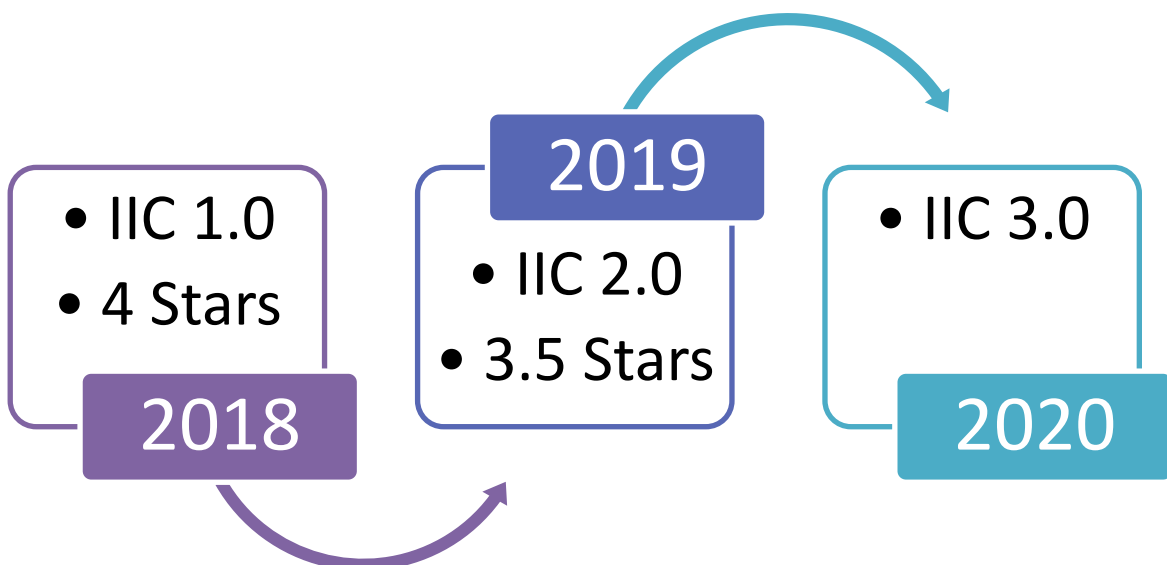 • IIC 1.0
• 4 Stars
2018
2019
• IIC 2.0
• 3.5 Stars
• IIC 3.0
2020